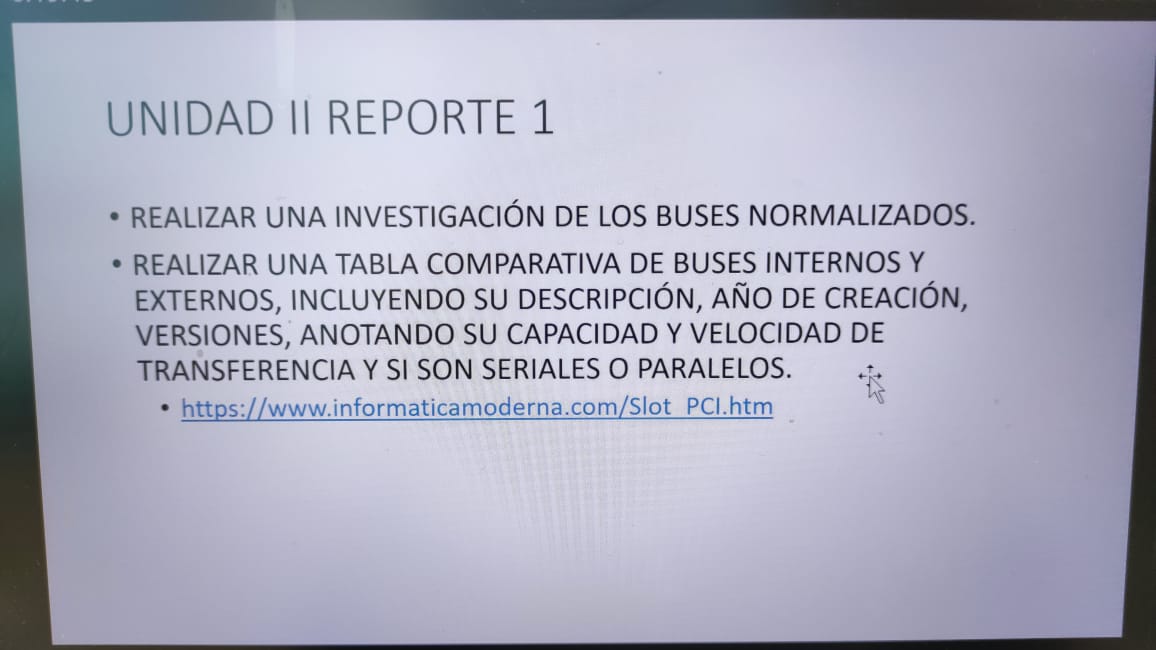 UNIDAD II REPORTE 1
• REALIZAR UNA INVESTIGACIÓN DE LOS BUSES NORMALIZADOS.
• REALIZAR UNA TABLA COMPARATIVA DE BUSES INTERNOS Y
EXTERNOS, INCLUYENDO SU DESCRIPCIÓN, AÑO DE CREACIÓN,
VERSIONES, ANOTANDO SU CAPACIDAD Y VELOCIDAD DE
TRANSFERENCIA Y SI SON SERIALES O PARALELOS.
• https://www.informaticamoderna.com/Slot_PCI.htm